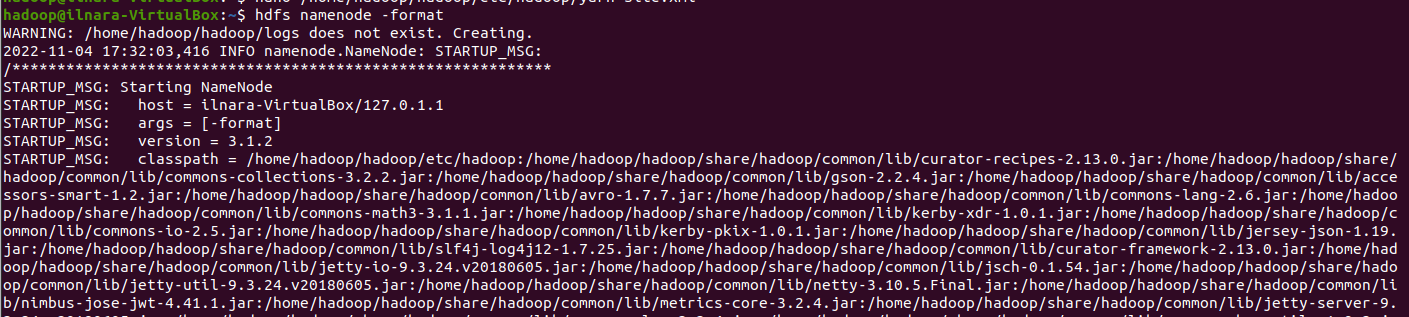 hadoop@ilnara-VirtualBox:~$ hdfs namenode -format
WARNING: /home/hadoop/hadoop/logs does not exist. Creating.
2022-11-04 17:32:03,416 INFO namenode.NameNode: STARTUP_MSG:
/************************************************************
STARTUP_MSG: Starting NameNode
STARTUP_MSG:   host = ilnara-VirtualBox/127.0.1.1
STARTUP_MSG:   args = [-format]
STARTUP_MSG:   version = 3.1.2
STARTUP_MSG:   classpath = /home/hadoop/hadoop/etc/hadoop:/home/hadoop/hadoop/share/hadoop/common/lib/curator-recipes-2.13.0.jar:/home/hadoop/hadoop/share/
hadoop/common/lib/commons-collections-3.2.2.jar:/home/hadoop/hadoop/share/hadoop/common/lib/gson-2.2.4.jar:/home/hadoop/hadoop/share/hadoop/common/lib/acce
ssors-smart-1.2.jar:/home/hadoop/hadoop/share/hadoop/common/lib/avro-1.7.7.jar:/home/hadoop/hadoop/share/hadoop/common/lib/commons-lang-2.6.jar:/home/hadoo
p/hadoop/share/hadoop/common/lib/commons-math3-3.1.1.jar:/home/hadoop/hadoop/share/hadoop/common/lib/kerby-xdr-1.0.1.jar:/home/hadoop/hadoop/share/hadoop/c
ommon/lib/commons-io-2.5.jar:/home/hadoop/hadoop/share/hadoop/common/lib/kerby-pkix-1.0.1.jar:/home/hadoop/hadoop/share/hadoop/common/lib/jersey-json-1.19.
jar:/home/hadoop/hadoop/share/hadoop/common/lib/slf4j-log4j12-1.7.25.jar:/home/hadoop/hadoop/share/hadoop/common/lib/curator-framework-2.13.0.jar:/home/had
oop/hadoop/share/hadoop/common/lib/jetty-io-9.3.24.v20180605.jar:/home/hadoop/hadoop/share/hadoop/common/lib/jsch-0.1.54.jar:/home/hadoop/hadoop/share/hado
op/common/lib/jetty-util-9.3.24.v20180605.jar:/home/hadoop/hadoop/share/hadoop/common/lib/netty-3.10.5.Final.jar:/home/hadoop/hadoop/share/hadoop/common/li
b/nimbus-jose-jwt-4.41.1.jar:/home/hadoop/hadoop/share/hadoop/common/lib/metrics-core-3.2.4.jar:/home/hadoop/hadoop/share/hadoop/common/lib/jetty-server-9.